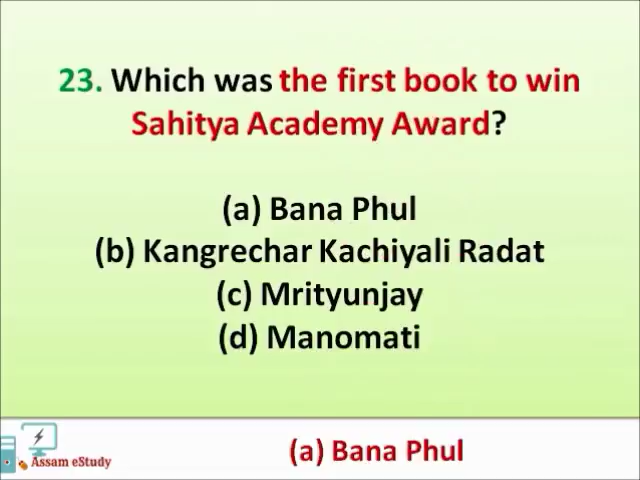 23. Which was the first book to win
Sahitya Academy Award?
(a) Bana Phul
(b) Kangrechar Kachiyali Radat
(c) Mrityunjay
(d) Manomati
Assam eStudy
(a) Bana Phul